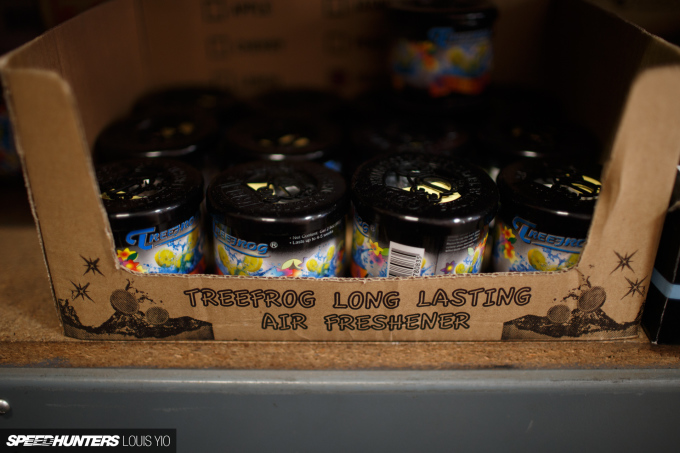 TREEFROG
TREEFROG®
TREEFROG
TREEFROG LONG LASTING
AIR FRESHENER
SPEEDHUNTERS LOUIS YIO